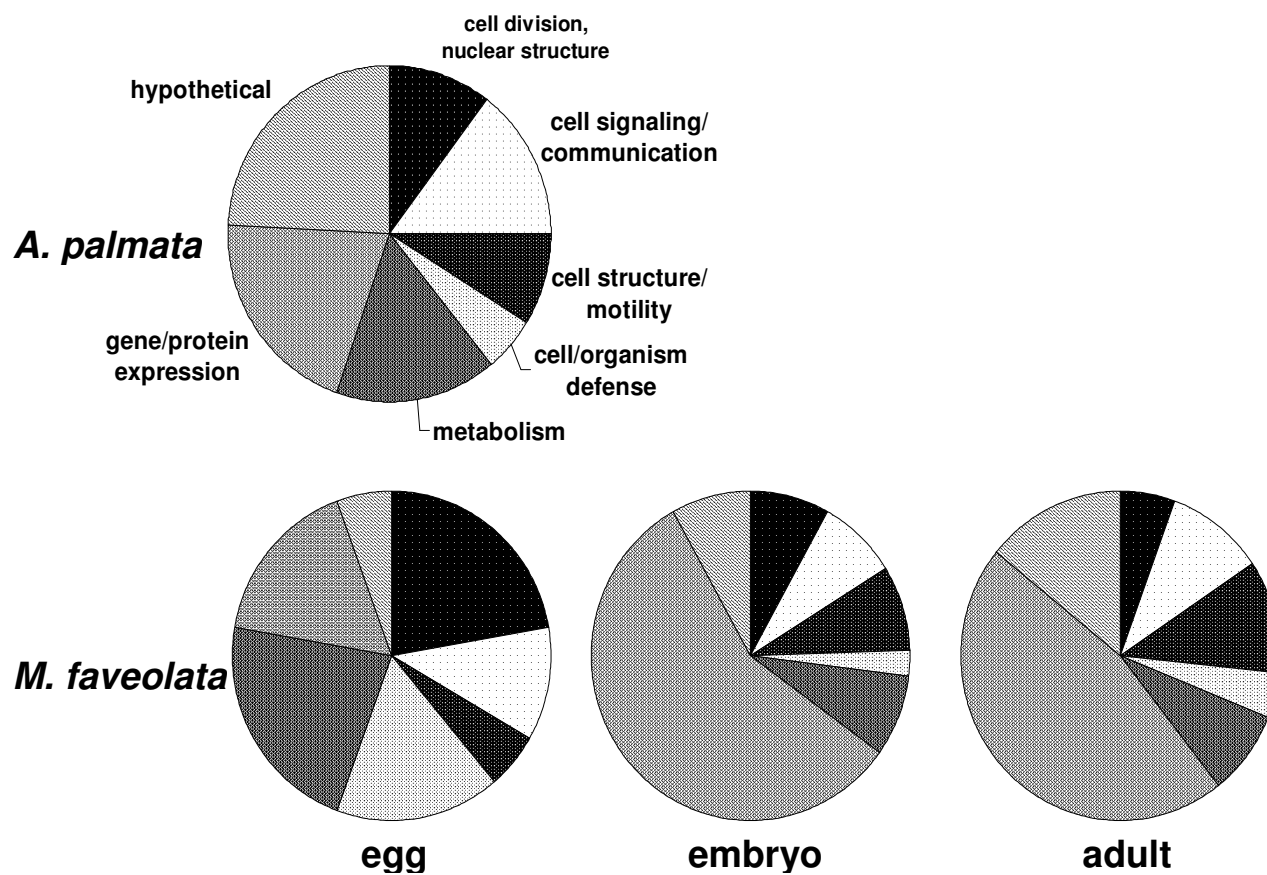 cell division,
nuclear structure
hypothetical
cell signaling/
communication
A. palmata
cell structure/
motility
gene/protein
expression
cell/organism
defense
metabolism
M. faveolata
egg
embryo
adult